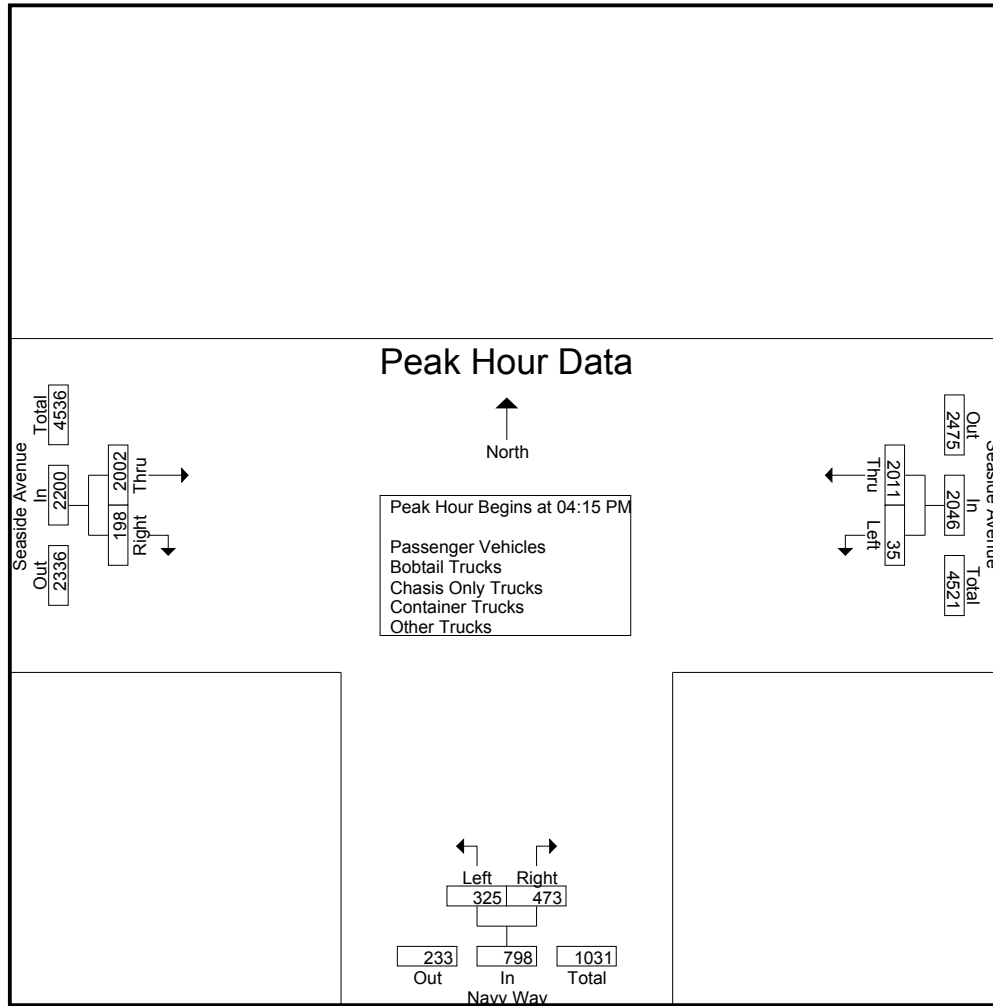 Peak Hour Data
North
Peak Hour Begins at 04:15 PM
Passenger Vehicles
Bobtail Trucks
Chasis Only Trucks
Container Trucks
Other Trucks
Seaside Avenue
Out In Total
2336 2200 4536
198 2002
Right Thru
Seaside Avenue
Out In Total
2475 2046 4521
2011 35
Thru Left
Left Right
325 473
233 798 1031
Out In Total
Navy Way